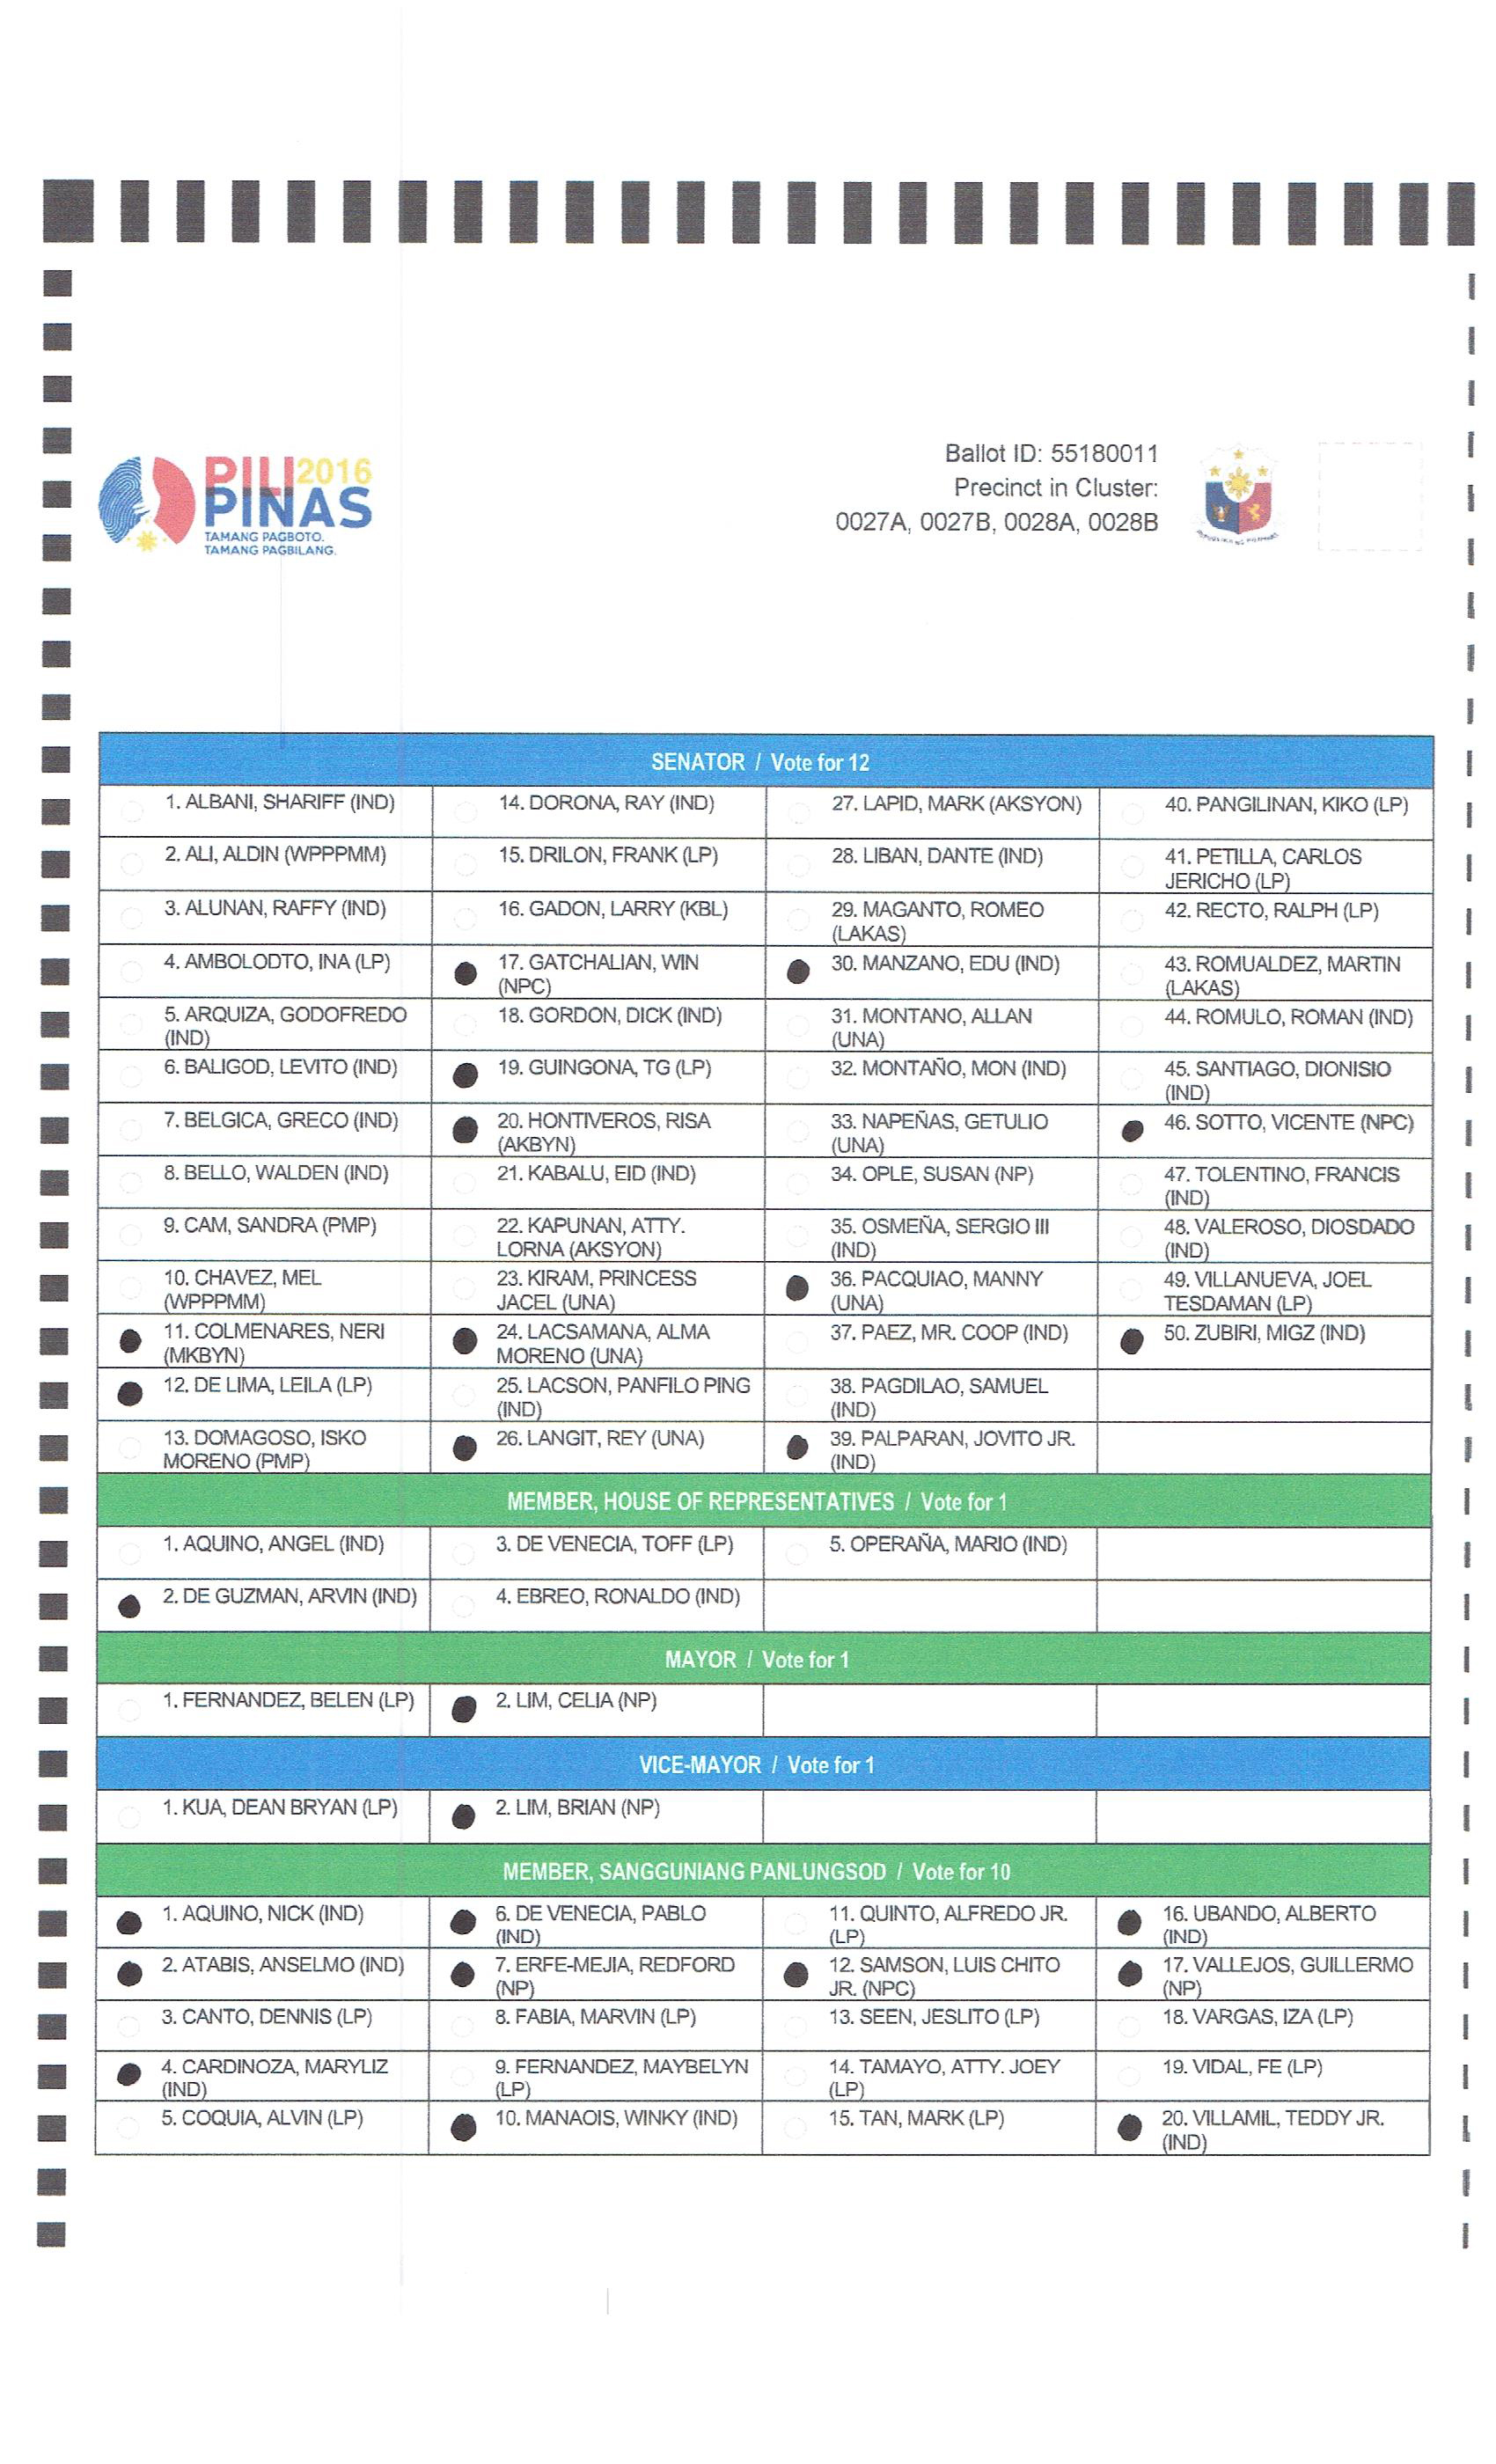 PILI 2016
PINAS
TAMANG PAGBOTO.
TAMANG PAGBILANG.
Ballot ID: 55180011
Precinct in Cluster:
0027A, 0027B, 0028A, 0028B
REPUBLIKA NG PILIPINAS
SENATOR / Vote for 12
1. ALBANI, SHARIFF (IND)
2. ALI, ALDIN (WPPPMM)
3. ALUNAN, RAFFY (IND)
4. AMBOLODTO, INA (LP)
5. ARQUIZA, GODOFREDO
(IND)
6. BALIGOD, LEVITO (IND)
7. BELGICA, GRECO (IND)
8. BELLO, WALDEN (IND)
9. CAM, SANDRA (PMP)
10. CHAVEZ, MEL
(WPPPMM)
11. COLMENARES, NERI
(MKBYN)
12. DE LIMA, LEILA (LP)
13. DOMAGOSO, ISKO
MORENO (PMP)
14. DORONA, RAY (IND)
15. DRILON, FRANK (LP)
16. GADON, LARRY (KBL)
17. GATCHALIAN, WIN
(NPC)
18. GORDON, DICK (IND)
19. GUINGONA, TG (LP)
20. HONTIVEROS, RISA
(AKBYN)
21. KABALU, EID (IND)
22. KAPUNAN, ATTY.
LORNA (AKSYON)
23. KIRAM, PRINCESS
JACEL (UNA)
24. LACSAMANA, ALMA
MORENO (UNA)
25. LACSON, PANFILO PING
(IND)
26. LANGIT, REY (UNA)
27. LAPID, MARK (AKSYON)
28. LIBAN, DANTE (IND)
29. MAGANTO, ROMEO
(LAKAS)
30. MANZANO, EDU (IND)
31. MONTANO, ALLAN
(UNA)
32. MONTAÑO, MON (IND)
33. NAPEÑAS, GETULIO
(UNA)
34. OPLE, SUSAN (NP)
35. OSMEÑA, SERGIO III
(IND)
36. PACQUIAO, MANNY
(UNA)
37. PAEZ, MR. COOP (IND)
38. PAGDILAO, SAMUEL
(IND)
39. PALPARAN, JOVITO JR.
(IND)
40. PANGILINAN, KIKO (LP)
41. PETILLA, CARLOS
JERICHO (LP)
42. RECTO, RALPH (LP)
43. ROMUALDEZ, MARTIN
(LAKAS)
44. ROMULO, ROMAN (IND)
45. SANTIAGO, DIONISIO
(IND)
46. SOTTO, VICENTE (NPC)
47. TOLENTINO, FRANCIS
(IND)
48. VALEROSO, DIOSDADO
(IND)
49. VILLANUEVA, JOEL
TESDAMAN (LP)
50. ZUBIRI, MIGZ (IND)
MEMBER, HOUSE OF REPRESENTATIVES / Vote for 1
1. AQUINO, ANGEL (IND)
2. DE GUZMAN, ARVIN (IND)
3. DE VENECIA, TOFF (LP)
4. EBREO, RONALDO (IND)
5. OPERAÑA, MARIO (IND)
MAYOR / Vote for 1
1. FERNANDEZ, BELEN (LP)
2. LIM, CELIA (NP)
VICE-MAYOR / Vote for 1
1. KUA, DEAN BRYAN (LP)
2. LIM, BRIAN (NP)
MEMBER, SANGGUNIANG PANLUNGSOD / Vote for 10
1. AQUINO, NICK (IND)
2. ATABIS, ANSELMO (IND)
3. CANTO, DENNIS (LP)
4. CARDINOZA, MARYLIZ
(IND)
5. COQUIA, ALVIN (LP)
6. DE VENECIA, PABLO
(IND)
7. ERFE-MEJIA, REDFORD
(NP)
8. FABIA, MARVIN (LP)
9. FERNANDEZ, MAYBELYN
(LP)
10. MANAOIS, WINKY (IND)
11. QUINTO, ALFREDO JR.
(LP)
12. SAMSON, LUIS CHITO
JR. (NPC)
13. SEEN, JESLITO (LP)
14. TAMAYO, ATTY. JOEY
(LP)
15. TAN, MARK (LP)
16. UBANDO, ALBERTO
(IND)
17. VALLEJOS, GUILLERMO
(NP)
18. VARGAS, IZA (LP)
19. VIDAL, FE (LP)
20. VILLAMIL, TEDDY JR.
(IND)